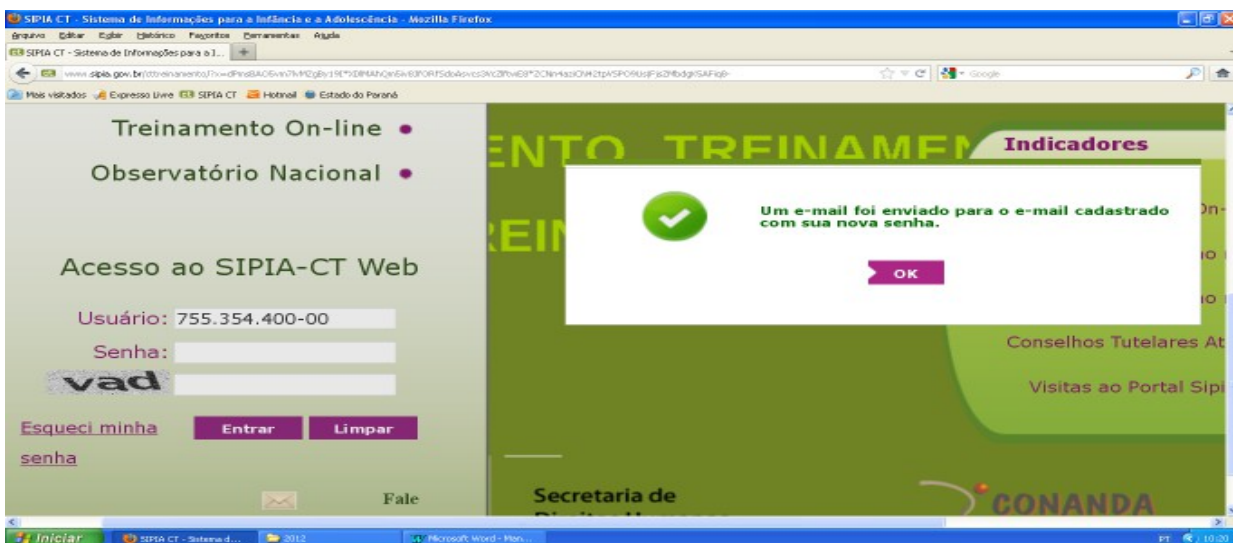 SIPIA CT - Sistema de Informações para a Infância e a Adolescência - Mozilla Firefox
Arquivo Editar Exibir Histórico Favoritos Ferramentas Ajuda
SIPIA CT - Sistema de Informações para a I...
Google
Mais visitados Expresso Livre SIPIA CT Hotmail Estado do Paraná
Treinamento On-line
Observatório Nacional
ENTO TREINAMEN
REIN
Indicadores
Um e-mail foi enviado para o e-mail cadastrado
com sua nova senha.
OK
On-
Conselhos Tutelares At
Visitas ao Portal Sipi
Acesso ao SIPIA-CT Web
Usuário: 755.354.400-00
Senha:
vad
Esqueci minha
senha
Entrar Limpar
Fale
Secretaria de
CONANDA
Iniciar SIPIA CT - Sistema d... 2012 Microsoft Word - Man... PT 10:20